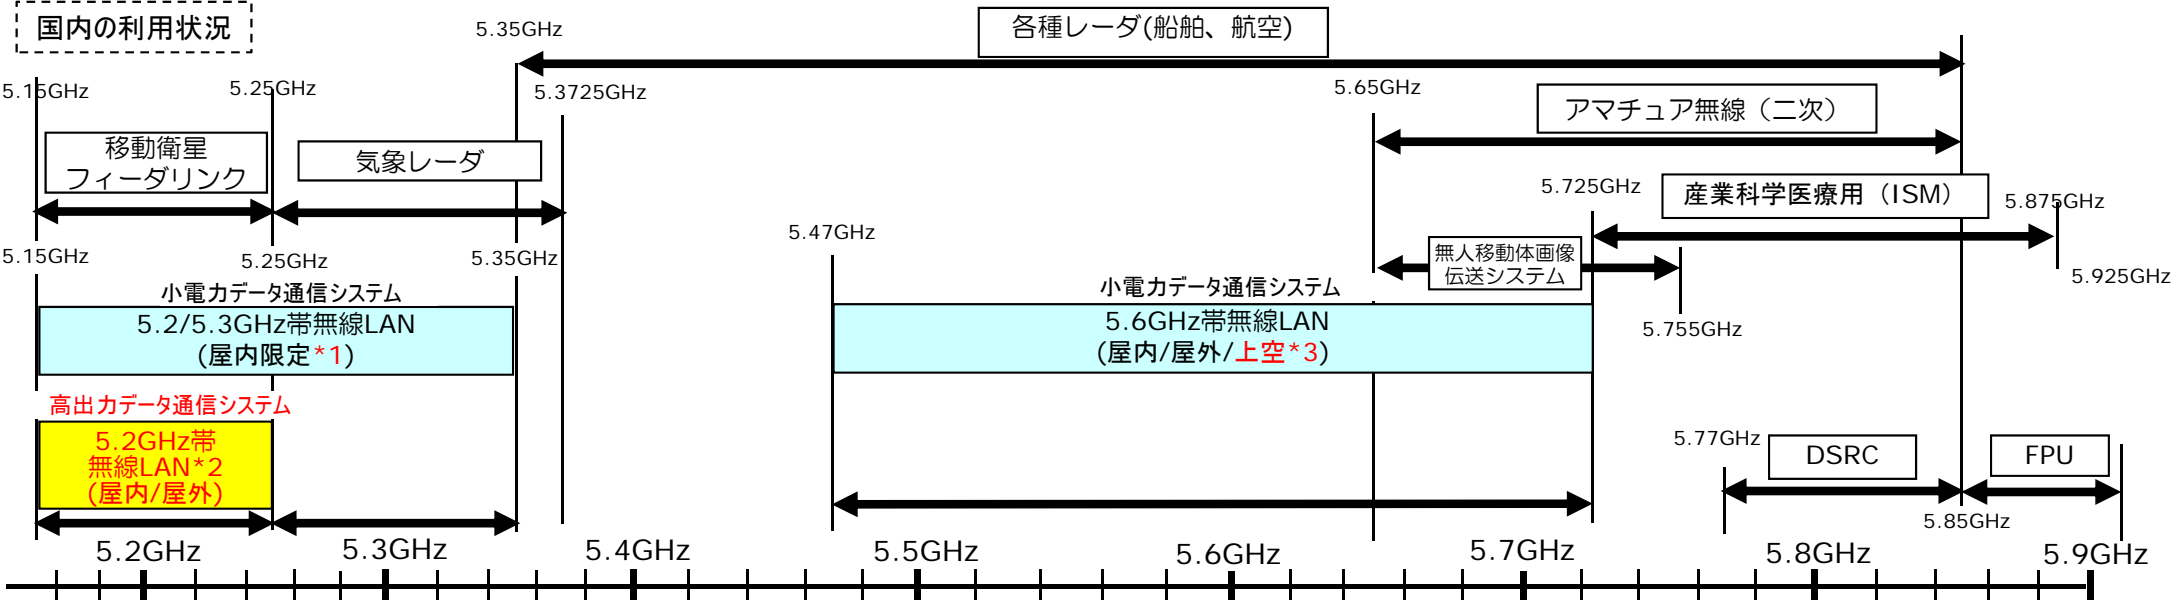 国内の利用状況
5.35GHz
各種レーダ(船舶、航空)
5.15GHz
5.25GHz
5.3725GHz
5.65GHz
アマチュア無線（二次）
移動衛星
フィーダリンク
気象レーダ
5.725GHz
産業科学医療用（ISM）
5.875GHz
5.47GHz
無人移動体画像
伝送システム
5.15GHz
5.25GHz
5.35GHz
5.925GHz
小電力データ通信システム
5.2/5.3GHz帯無線LAN
(屋内限定*1)
小電力データ通信システム
5.6GHz帯無線LAN
(屋内/屋外/上空*3)
5.755GHz
高出力データ通信システム
5.2GHz帯
無線LAN*2
(屋内/屋外)
5.77GHz
DSRC
FPU
5.85GHz
5.2GHz
5.3GHz
5.4GHz
5.5GHz
5.6GHz
5.7GHz
5.8GHz
5.9GHz